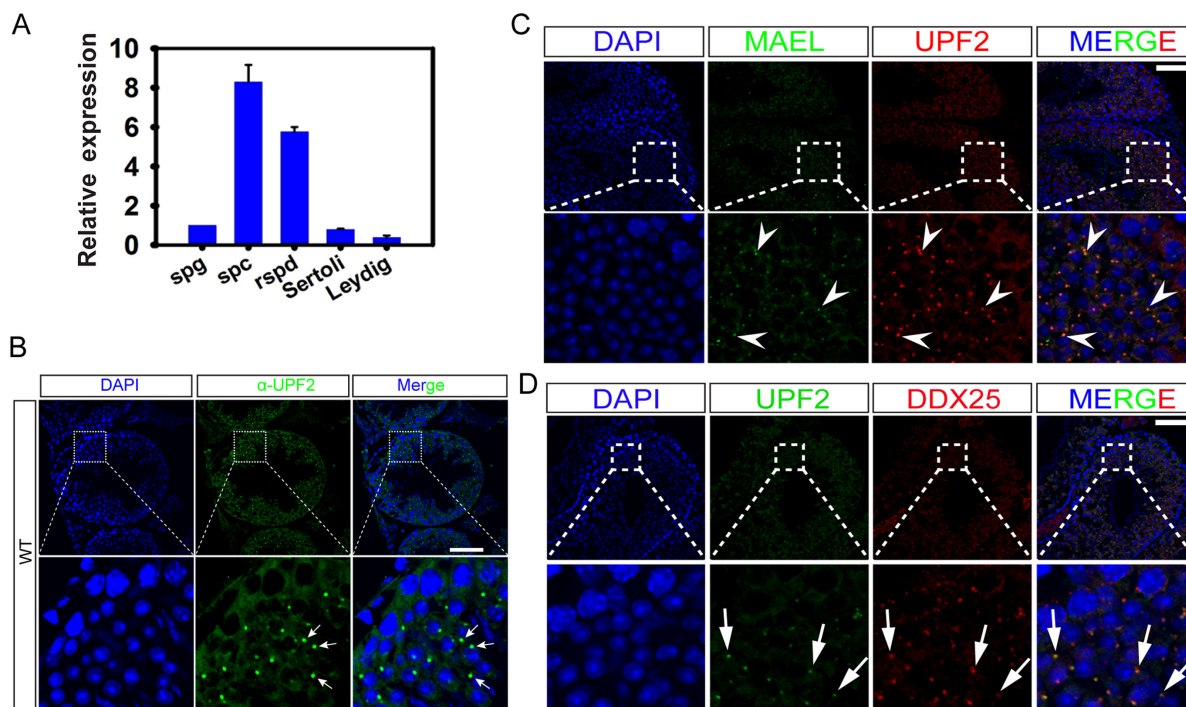 A
Relative expression
10
8
6
4
2
0
spg
spc
rspd
Sertoli
Leydig
B
DAPI
α-UPF2
Merge
WT
C
DAPI
MAEL
UPF2
MERGE
D
DAPI
UPF2
DDX25
MERGE